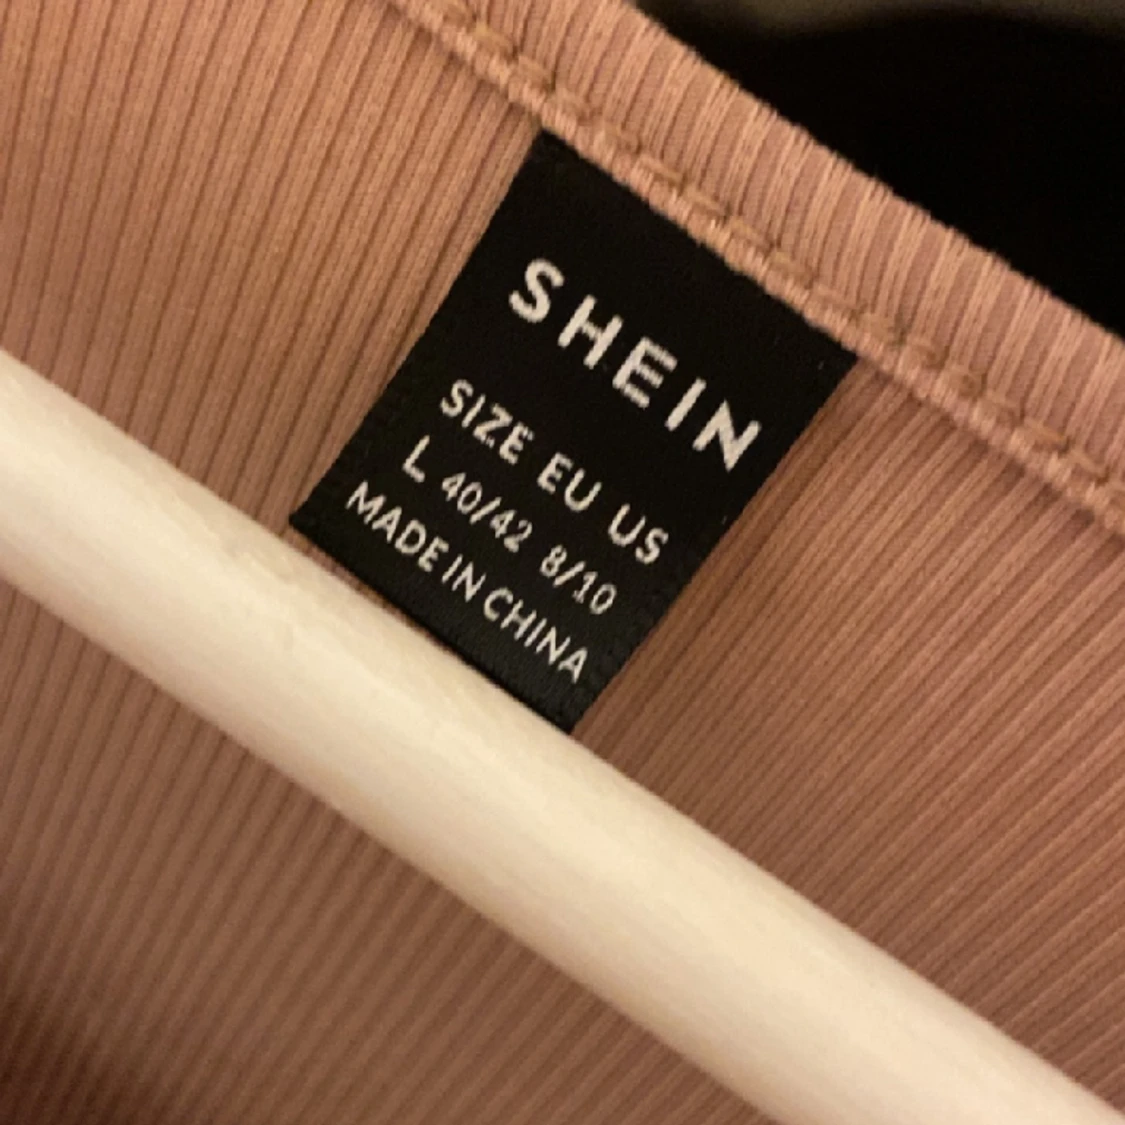 SHEIN
SIZE EU US
L 40/42 8/10
MADE IN CHINA